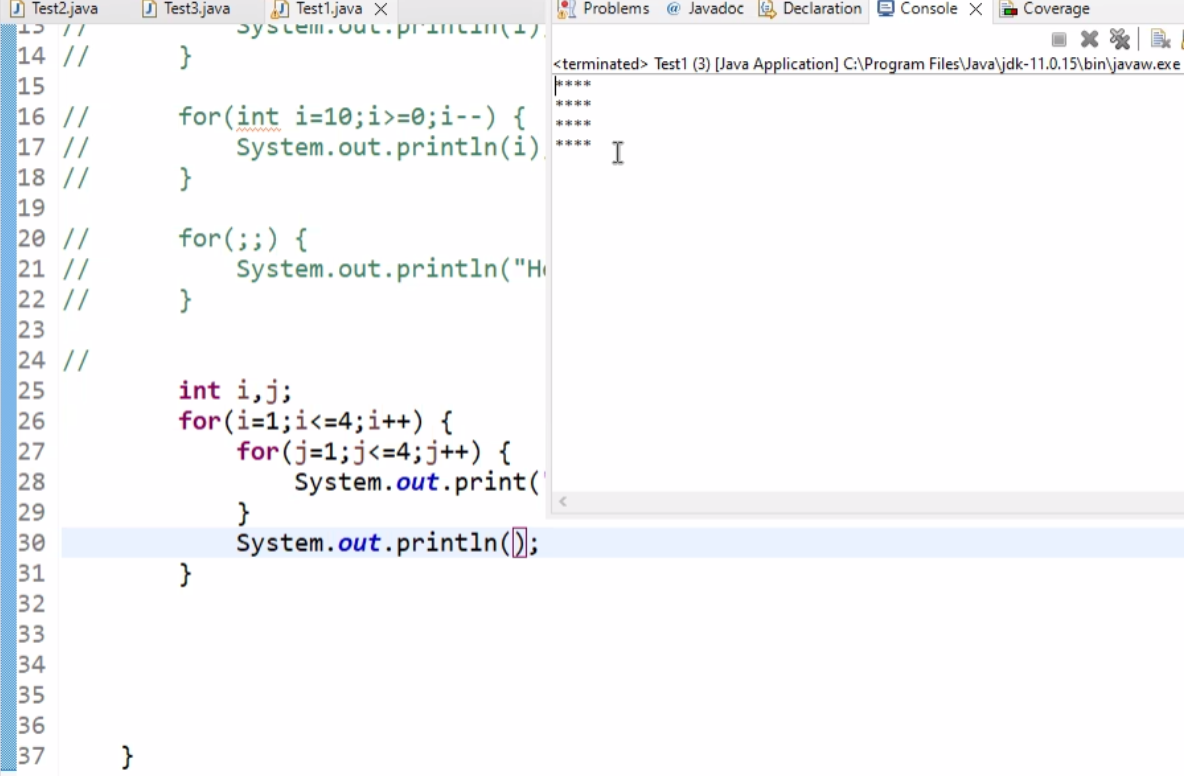 Test2.java Test3.java Test1.java Problems @ Javadoc Declaration Console Coverage
<terminated> Test1 (3) [Java Application] C:\Program Files\Java\jdk-11.0.15\bin\javaw.exe
****
****
****
****
13 // System.out.println(i)
14 // }
15
16 // for(int i=10;i>=0;i--) {
17 // System.out.println(i)
18 // }
19
20 // for(;;) {
21 // System.out.println("H
22 // }
23
24 //
25 int i,j;
26 for(i=1;i<=4;i++) {
27 for(j=1;j<=4;j++) {
28 System.out.print(
29 }
30 System.out.println();
31 }
32
33
34
35
36
37 }